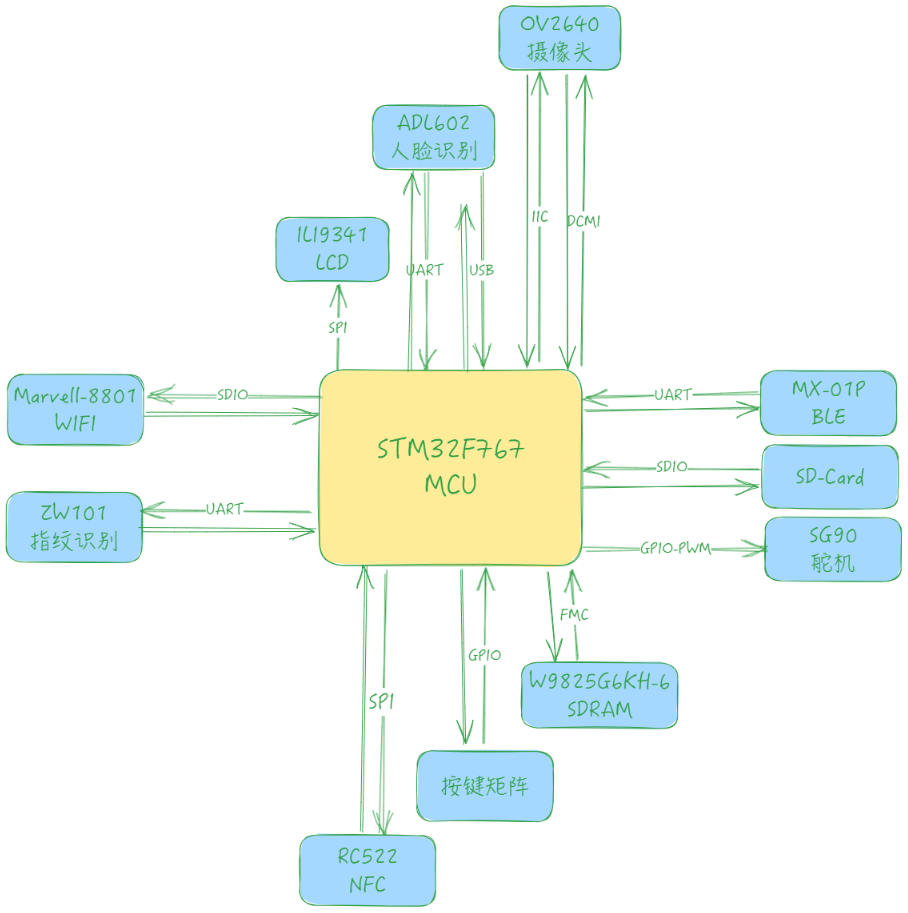 OV2640
摄像头
ADL602
人脸识别
IIC
DCMI
ILI9341
LCD
UART
USB
SPI
Marvell-8801
WIFI
SDIO
UART
MX-01P
BLE
STM32F767
MCU
SDIO
SD-Card
ZW101
指纹识别
UART
GPIO-PWM
SG90
舵机
FMC
GPIO
W9825G6KH-6
SDRAM
SPI
按键矩阵
RC522
NFC